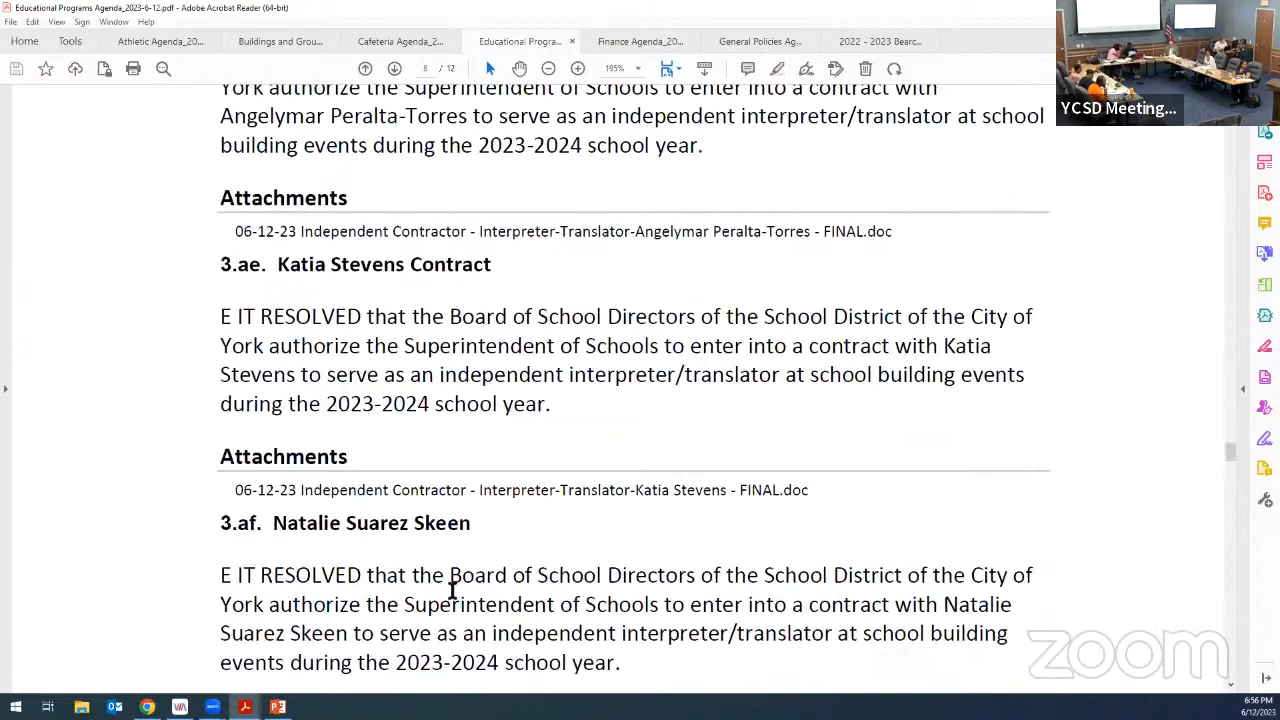 Educational Programs Agenda_2023-6-12.pdf - Adobe Acrobat Reader (64-bit)
File Edit View Sign Window Help
Home Tools Athletic Agenda_20... Buildings and Grou... Cafeteria Agenda_2... Educational Progra... × Finance Agenda_20... General Policies Ag... 2022 - 2023 Bearc...
8 / 12 195%
YCSD Meeting...
York authorize the Superintendent of Schools to enter into a contract with
Angelymar Peralta-Torres to serve as an independent interpreter/translator at school
building events during the 2023-2024 school year.
Attachments
06-12-23 Independent Contractor - Interpreter-Translator-Angelymar Peralta-Torres - FINAL.doc
3.ae. Katia Stevens Contract
E IT RESOLVED that the Board of School Directors of the School District of the City of
York authorize the Superintendent of Schools to enter into a contract with Katia
Stevens to serve as an independent interpreter/translator at school building events
during the 2023-2024 school year.
Attachments
06-12-23 Independent Contractor - Interpreter-Translator-Katia Stevens - FINAL.doc
3.af. Natalie Suarez Skeen
E IT RESOLVED that the Board of School Directors of the School District of the City of
York authorize the Superintendent of Schools to enter into a contract with Natalie
Suarez Skeen to serve as an independent interpreter/translator at school building
events during the 2023-2024 school year.
zoom
6:56 PM
6/12/2023